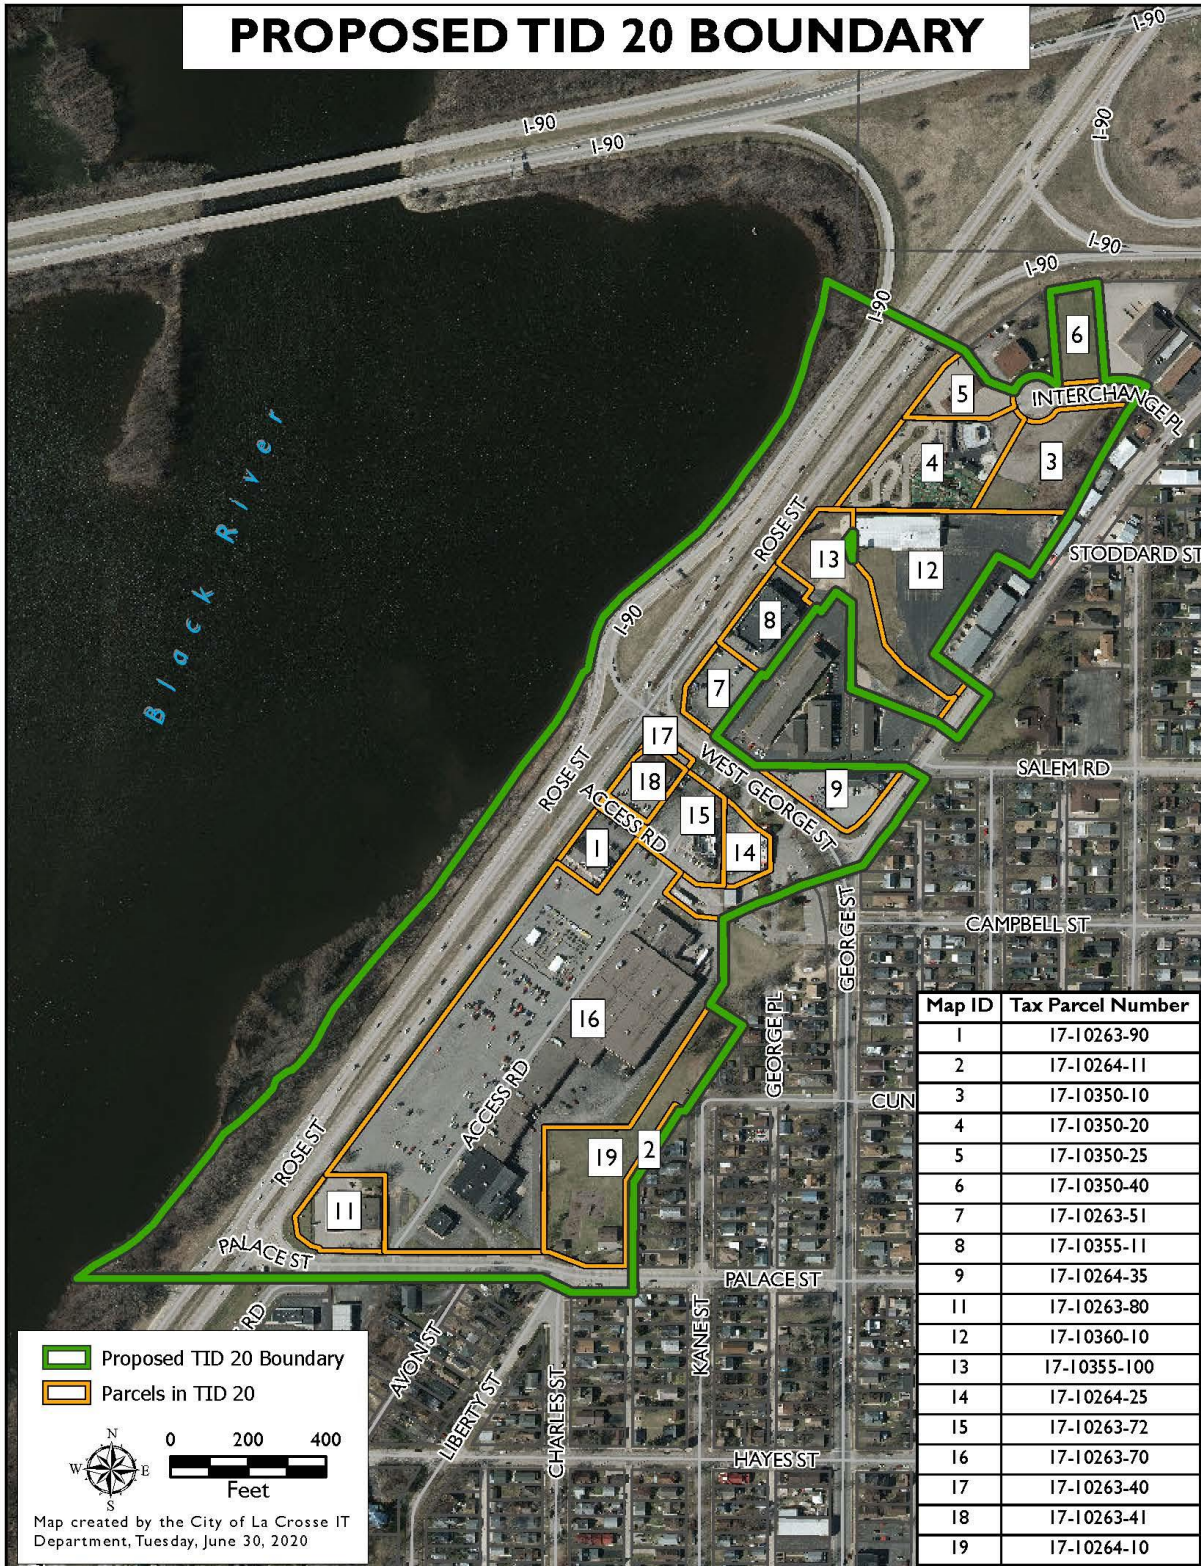 PROPOSED TID 20 BOUNDARY
I-90
I-90
I-90
I-90
I-90
I-90
I-90
6
5
INTERCHANGE PL
4
3
ROSE ST
STODDARD ST
13
12
8
I-90
Black River
7
17
WEST GEORGE ST
SALEM RD
ROSE ST
18
9
ACCESS RD
15
1
14
GEORGE ST
CAMPBELL ST
16
GEORGE PL
ACCESS RD
CUN
ROSE ST
19
2
11
PALACE ST
PALACE ST
RD
AVON ST
KANE ST
LIBERTY ST
CHARLES ST
HAYES ST
Map ID Tax Parcel Number
1 17-10263-90
2 17-10264-11
3 17-10350-10
4 17-10350-20
5 17-10350-25
6 17-10350-40
7 17-10263-51
8 17-10355-11
9 17-10264-35
11 17-10263-80
12 17-10360-10
13 17-10355-100
14 17-10264-25
15 17-10263-72
16 17-10263-70
17 17-10263-40
18 17-10263-41
19 17-10264-10
Proposed TID 20 Boundary
Parcels in TID 20
N
W E
S
0 200 400
Feet
Map created by the City of La Crosse IT
Department, Tuesday, June 30, 2020